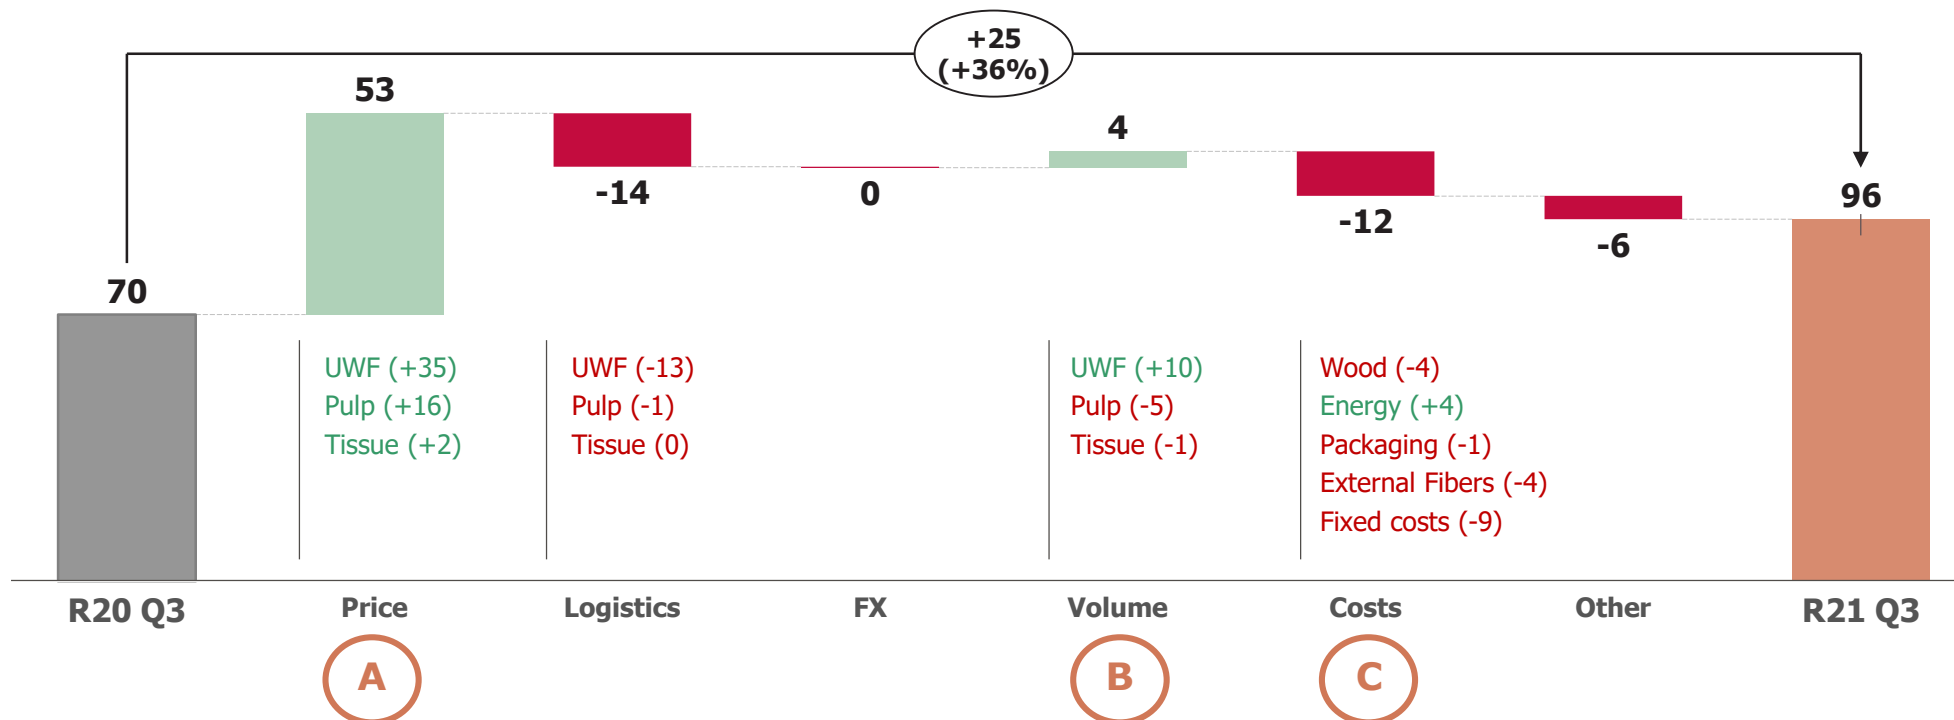 +25
(+36%)
53
4
-14
0
96
-12
-6
70
UWF (+35)
Pulp (+16)
Tissue (+2)
UWF (-13)
Pulp (-1)
Tissue (0)
UWF (+10)
Pulp (-5)
Tissue (-1)
Wood (-4)
Energy (+4)
Packaging (-1)
External Fibers (-4)
Fixed costs (-9)
R20 Q3
Price
Logistics
FX
Volume
Costs
Other
R21 Q3
A
B
C